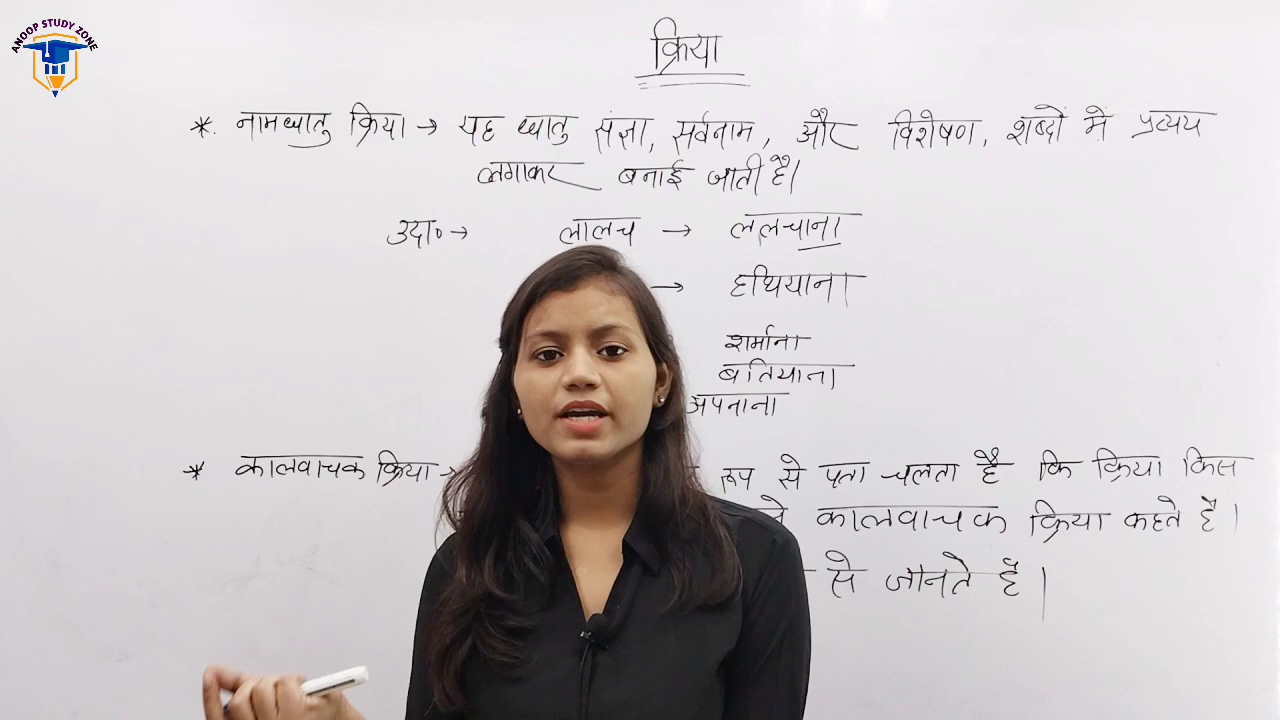 ANOOP STUDY ZONE
क्रिया
*. नामधातु क्रिया → यह धातु संज्ञा, सर्वनाम, और विशेषण, शब्दों में प्रत्यय
लगाकर बनाई जाती है।
उदा० → लालच → ललचाना
→ हथियाना
शर्माना
बतियाना
अपनाना
* कालवाचक क्रिया → रूप से पता चलता है कि क्रिया किस
कालवाचक क्रिया कहते है।
से जानते है।